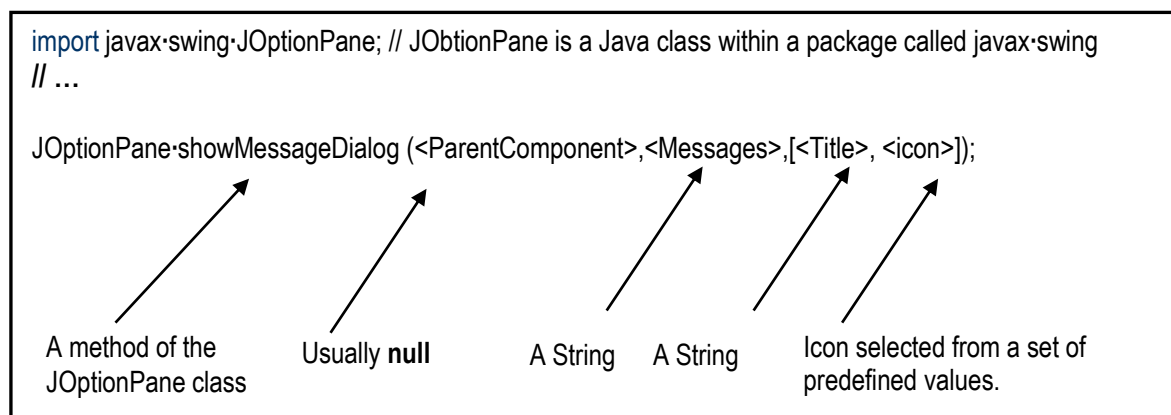 import javax·swing·JOptionPane; // JObtionPane is a Java class within a package called javax·swing
// …
JOptionPane·showMessageDialog (<ParentComponent>,<Messages>,[<Title>, <icon>]);
A method of the
JOptionPane class
Usually null
A String
A String
Icon selected from a set of
predefined values.